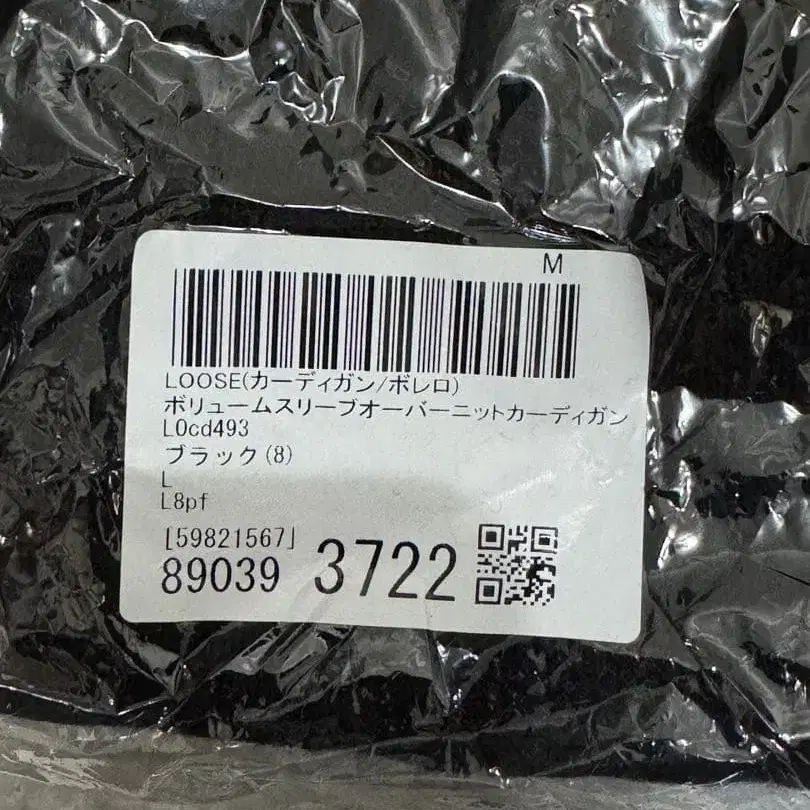 M
LOOSE(カーディガン/ボレロ)
ボリュームスリーブオーバーニットカーディガン
L0cd493
ブラック(8)
L
L8pf
[59821567]
89039 3722